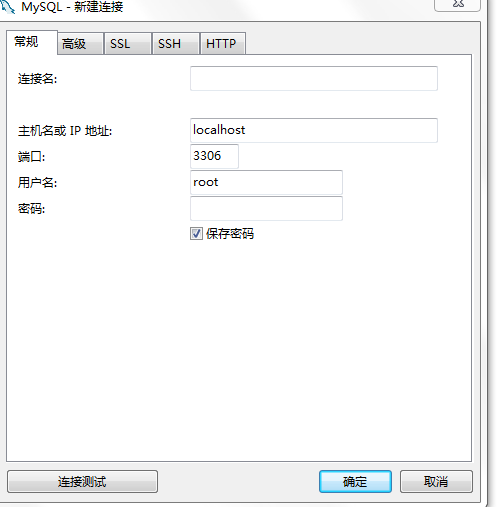 MySQL - 新建连接
常规 高级 SSL SSH HTTP
连接名:
主机名或 IP 地址: localhost
端口: 3306
用户名: root
密码:
保存密码
连接测试 确定 取消